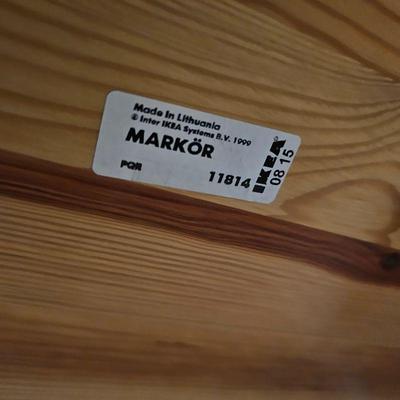 Made in Lithuania
© Inter IKEA Systems B.V. 1999
MARKÖR
PQR
11814
IKEA
08 15